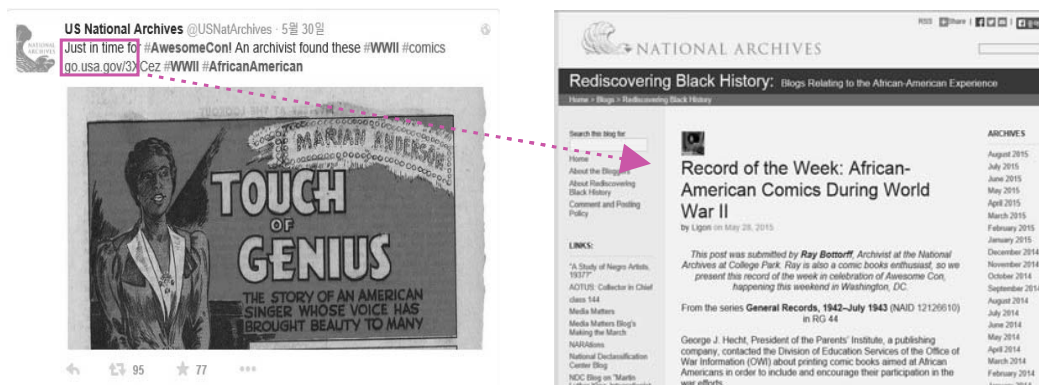 US National Archives @USNatArchives · 5월 30일
Just in time for #AwesomeCon! An archivist found these #WWII #comics
go.usa.gov/3XCez #WWII #AfricanAmerican
NATIONAL
ARCHIVES
MARIAN ANDERSON
TOUCH
OF
GENIUS
THE STORY OF AN AMERICAN
SINGER WHOSE VOICE HAS
BROUGHT BEAUTY TO MANY
95 77
RSS Share
NATIONAL ARCHIVES
Rediscovering Black History: Blogs Relating to the African-American Experience
Home > Blogs > Rediscovering Black History
Search this blog for
Home
About the Bloggers
About Rediscovering
Black History
Comment and Posting
Policy
LINKS:
"A Study of Negro Artists,
1937?"
AOTUS: Collector in Chief
class 144
Media Matters
Media Matters Blog's
Making the March
NARAtions
National Declassification
Center Blog
NDC Blog on "Martin
Record of the Week: African-
American Comics During World
War II
by Ligon on May 28, 2015
This post was submitted by Ray Bottorff, Archivist at the National
Archives at College Park. Ray is also a comic books enthusiast, so we
present this record of the week in celebration of Awesome Con,
happening this weekend in Washington, DC.
From the series General Records, 1942–July 1943 (NAID 12126610)
in RG 44
George J. Hecht, President of the Parents' Institute, a publishing
company, contacted the Division of Education Services of the Office of
War Information (OWI) about printing comic books aimed at African
Americans in order to include and encourage their participation in the
war efforts.
ARCHIVES
August 2015
July 2015
June 2015
May 2015
April 2015
March 2015
February 2015
January 2015
December 2014
November 2014
October 2014
September 2014
August 2014
July 2014
June 2014
May 2014
April 2014
March 2014
February 2014